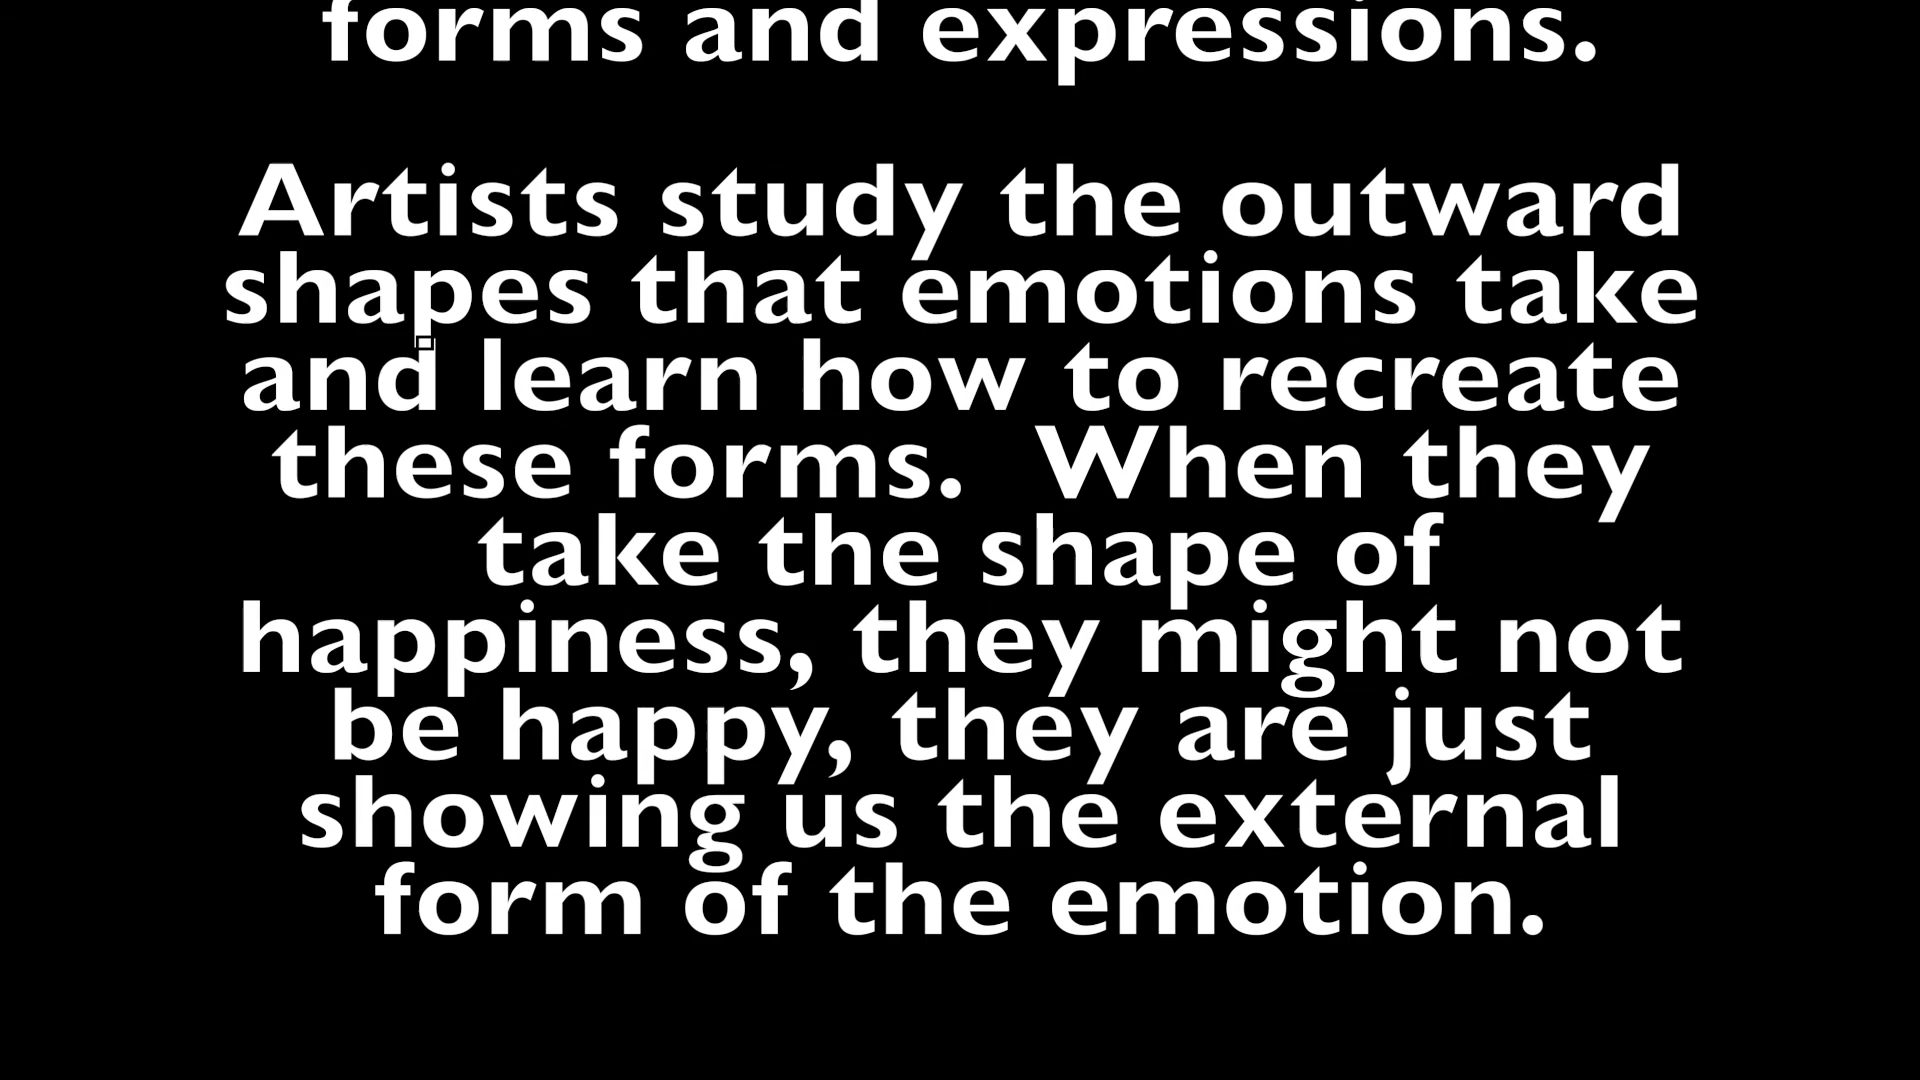 forms and expressions.
Artists study the outward
shapes that emotions take
and learn how to recreate
these forms.  When they
take the shape of
happiness, they might not
be happy, they are just
showing us the external
form of the emotion.